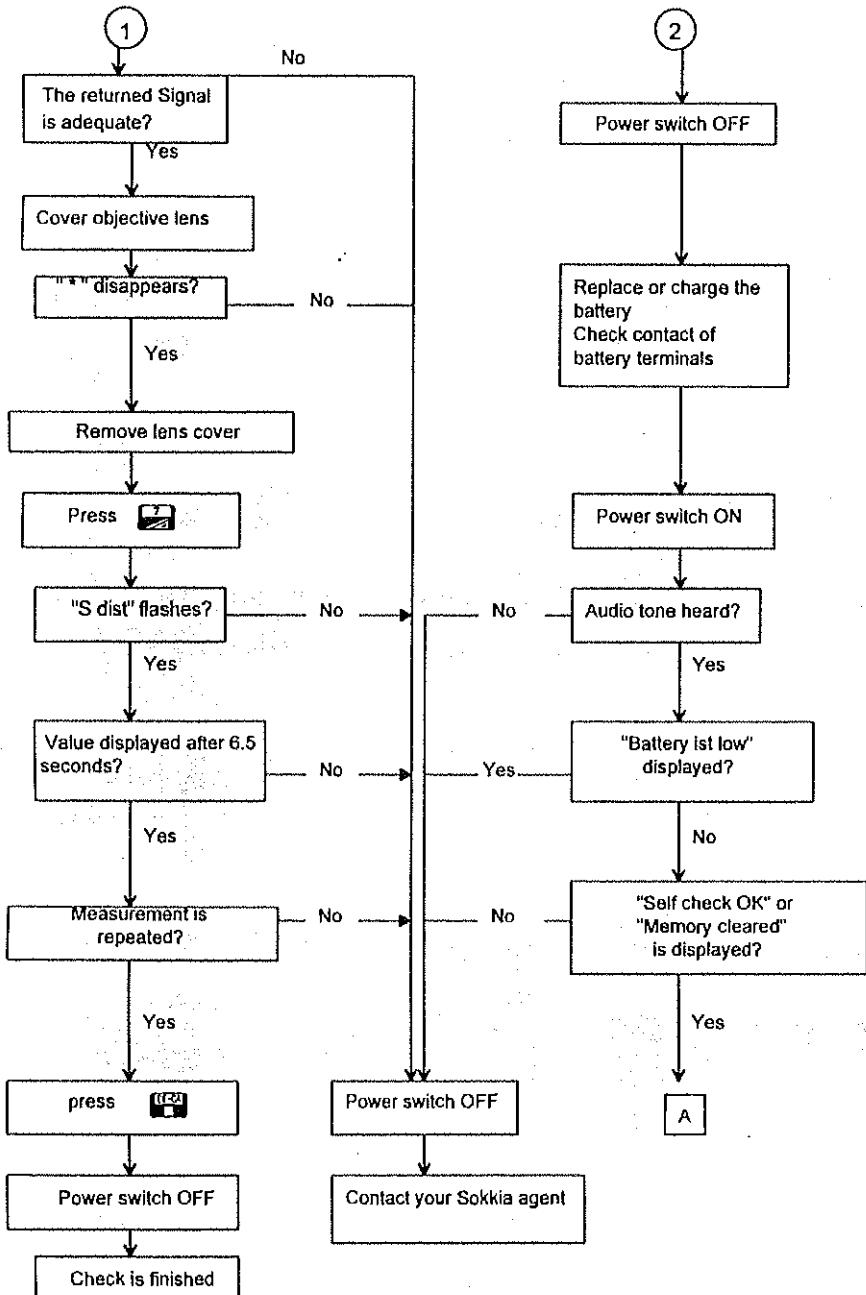 1
No
The returned Signal
is adequate?
Yes
Cover objective lens
" * " disappears?
No
Yes
Remove lens cover
Press 7
"S dist" flashes?
No
Yes
Value displayed after 6.5
seconds?
No
Yes
Measurement is
repeated?
No
Yes
press
Power switch OFF
Check is finished
Power switch OFF
Contact your Sokkia agent
2
Power switch OFF
Replace or charge the
battery
Check contact of
battery terminals
Power switch ON
Audio tone heard?
No
Yes
"Battery ist low"
displayed?
Yes
No
"Self check OK" or
"Memory cleared"
is displayed?
No
Yes
A